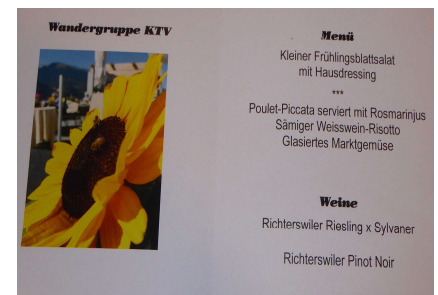 Wandergruppe KTV
Menü
Kleiner Frühlingsblattsalat
mit Hausdressing
***
Poulet-Piccata serviert mit Rosmarinjus
Sämiger Weisswein-Risotto
Glasiertes Marktgemüse
Weine
Richterswiler Riesling x Sylvaner
Richterswiler Pinot Noir